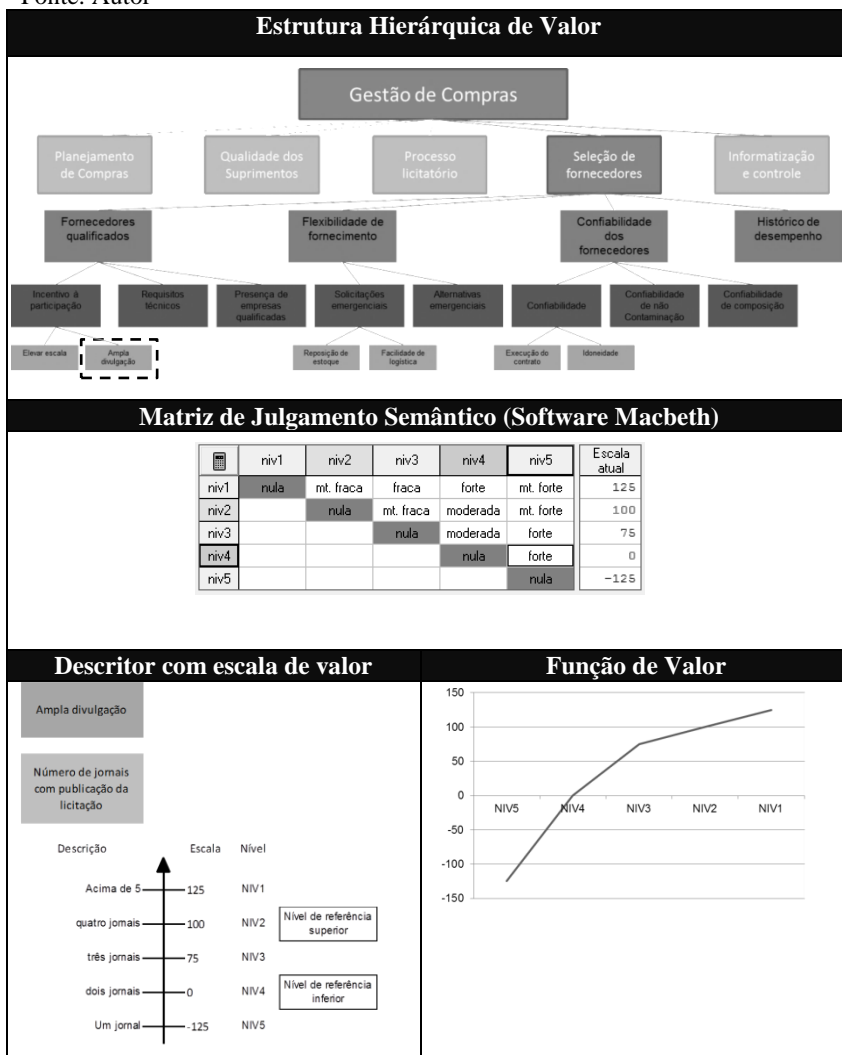 Fonte: Autor
Estrutura Hierárquica de Valor
Gestão de Compras
Planejamento
de Compras
Qualidade dos
Suprimentos
Processo
licitatório
Seleção de
fornecedores
Informatização
e controle
Fornecedores
qualificados
Flexibilidade de
fornecimento
Confiabilidade
dos
fornecedores
Histórico de
desempenho
Incentivo à
participação
Requisitos
técnicos
Presença de
empresas
qualificadas
Solicitações
emergenciais
Alternativas
emergenciais
Confiabilidade
Confiabilidade
de não
Contaminação
Confiabilidade
de composição
Elevar escala
Ampla
divulgação
Reposição de
estoque
Facilidade de
logística
Execução do
contrato
Idoneidade
Matriz de Julgamento Semântico (Software Macbeth)
niv1 niv2 niv3 niv4 niv5 Escala atual
niv1 nula mt. fraca fraca forte mt. forte 125
niv2 nula mt. fraca moderada mt. forte 100
niv3 nula moderada forte 75
niv4 nula forte 0
niv5 nula -125
Descritor com escala de valor
Ampla divulgação
Número de jornais
com publicação da
licitação
Descrição Escala Nível
Acima de 5 125 NIV1
quatro jornais 100 NIV2 Nível de referência superior
três jornais 75 NIV3
dois jornais 0 NIV4 Nível de referência inferior
Um jornal -125 NIV5
Função de Valor
150
100
50
0
NIV5 NIV4 NIV3 NIV2 NIV1
-50
-100
-150